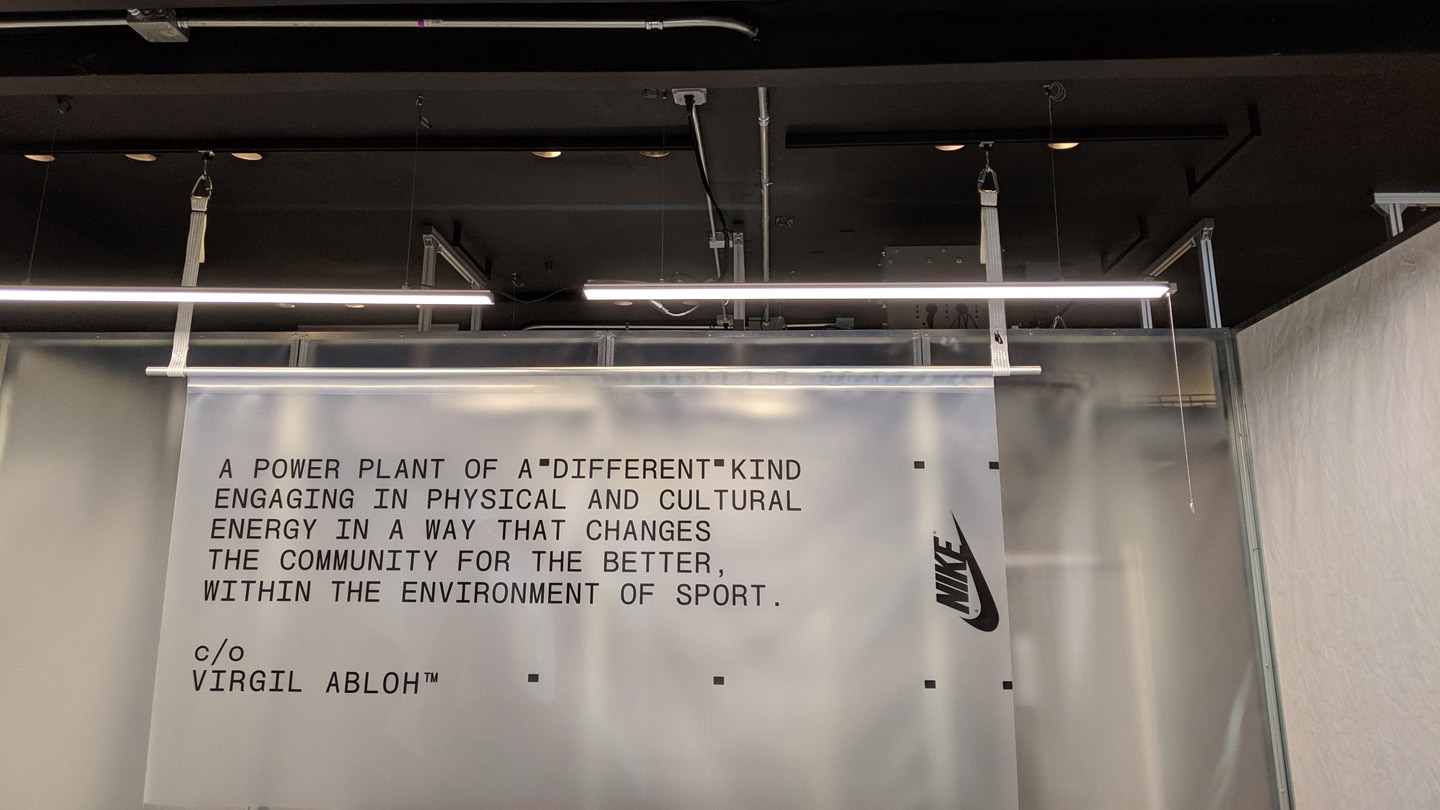 A POWER PLANT OF A "DIFFERENT" KIND
ENGAGING IN PHYSICAL AND CULTURAL
ENERGY IN A WAY THAT CHANGES
THE COMMUNITY FOR THE BETTER,
WITHIN THE ENVIRONMENT OF SPORT.
c/o
VIRGIL ABLOH™
NIKE